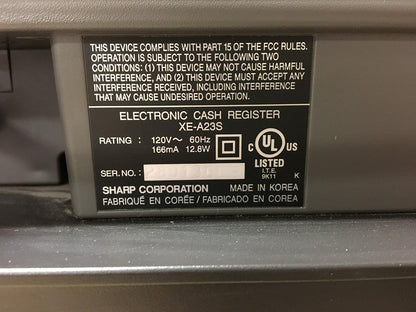 THIS DEVICE COMPLIES WITH PART 15 OF THE FCC RULES.
OPERATION IS SUBJECT TO THE FOLLOWING TWO
CONDITIONS: (1) THIS DEVICE MAY NOT CAUSE HARMFUL
INTERFERENCE, AND (2) THIS DEVICE MUST ACCEPT ANY
INTERFERENCE RECEIVED, INCLUDING INTERFERENCE
THAT MAY CAUSE UNDESIRED OPERATION.
ELECTRONIC CASH REGISTER
XE-A23S
RATING : 120V～ 60Hz
166mA 12.8W
C UL US
LISTED
I.T.E.
9K11 K
SER.NO.:
SHARP CORPORATION MADE IN KOREA
FABRIQUÉ EN CORÉE / FABRICADO EN COREA